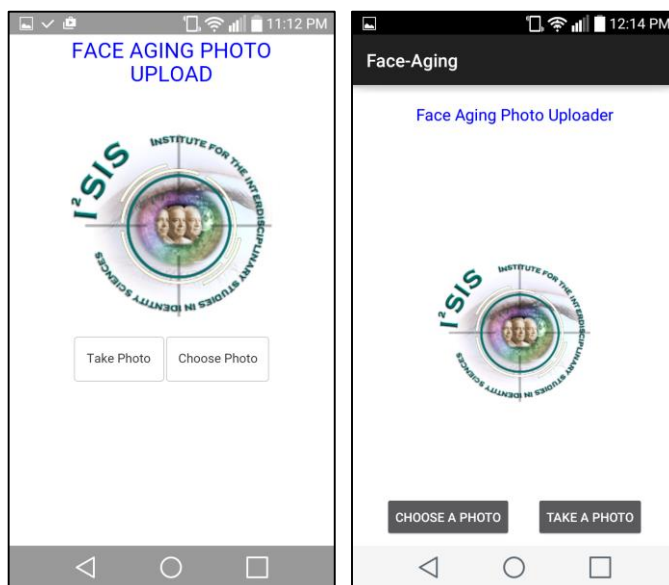 11:12 PM
FACE AGING PHOTO
UPLOAD
I²SIS
INSTITUTE FOR THE INTERDISCIPLINARY STUDIES IN IDENTITY SCIENCES
Take Photo
Choose Photo
12:14 PM
Face-Aging
Face Aging Photo Uploader
I²SIS
INSTITUTE FOR THE INTERDISCIPLINARY STUDIES IN IDENTITY SCIENCES
CHOOSE A PHOTO
TAKE A PHOTO